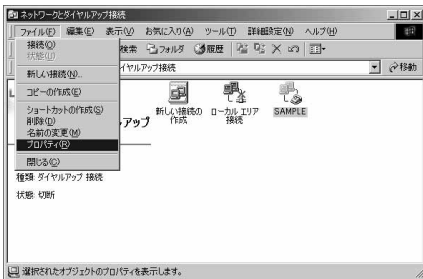 ネットワークとダイヤルアップ接続
ファイル(F) 編集(E) 表示(V) お気に入り(A) ツール(T) 詳細設定(N) ヘルプ(H)
接続(O)
状態(U)
新しい接続(N)..
コピーの作成(C)
ショートカットの作成(S)
削除(D)
名前の変更(M)
プロパティ(R)
閉じる(C)
検索 フォルダ 履歴
イヤルアップ接続
移動
ルアップ
新しい接続の作成
ローカル エリア接続
SAMPLE
種類: ダイヤルアップ 接続
状態: 切断
選択されたオブジェクトのプロパティを表示します。